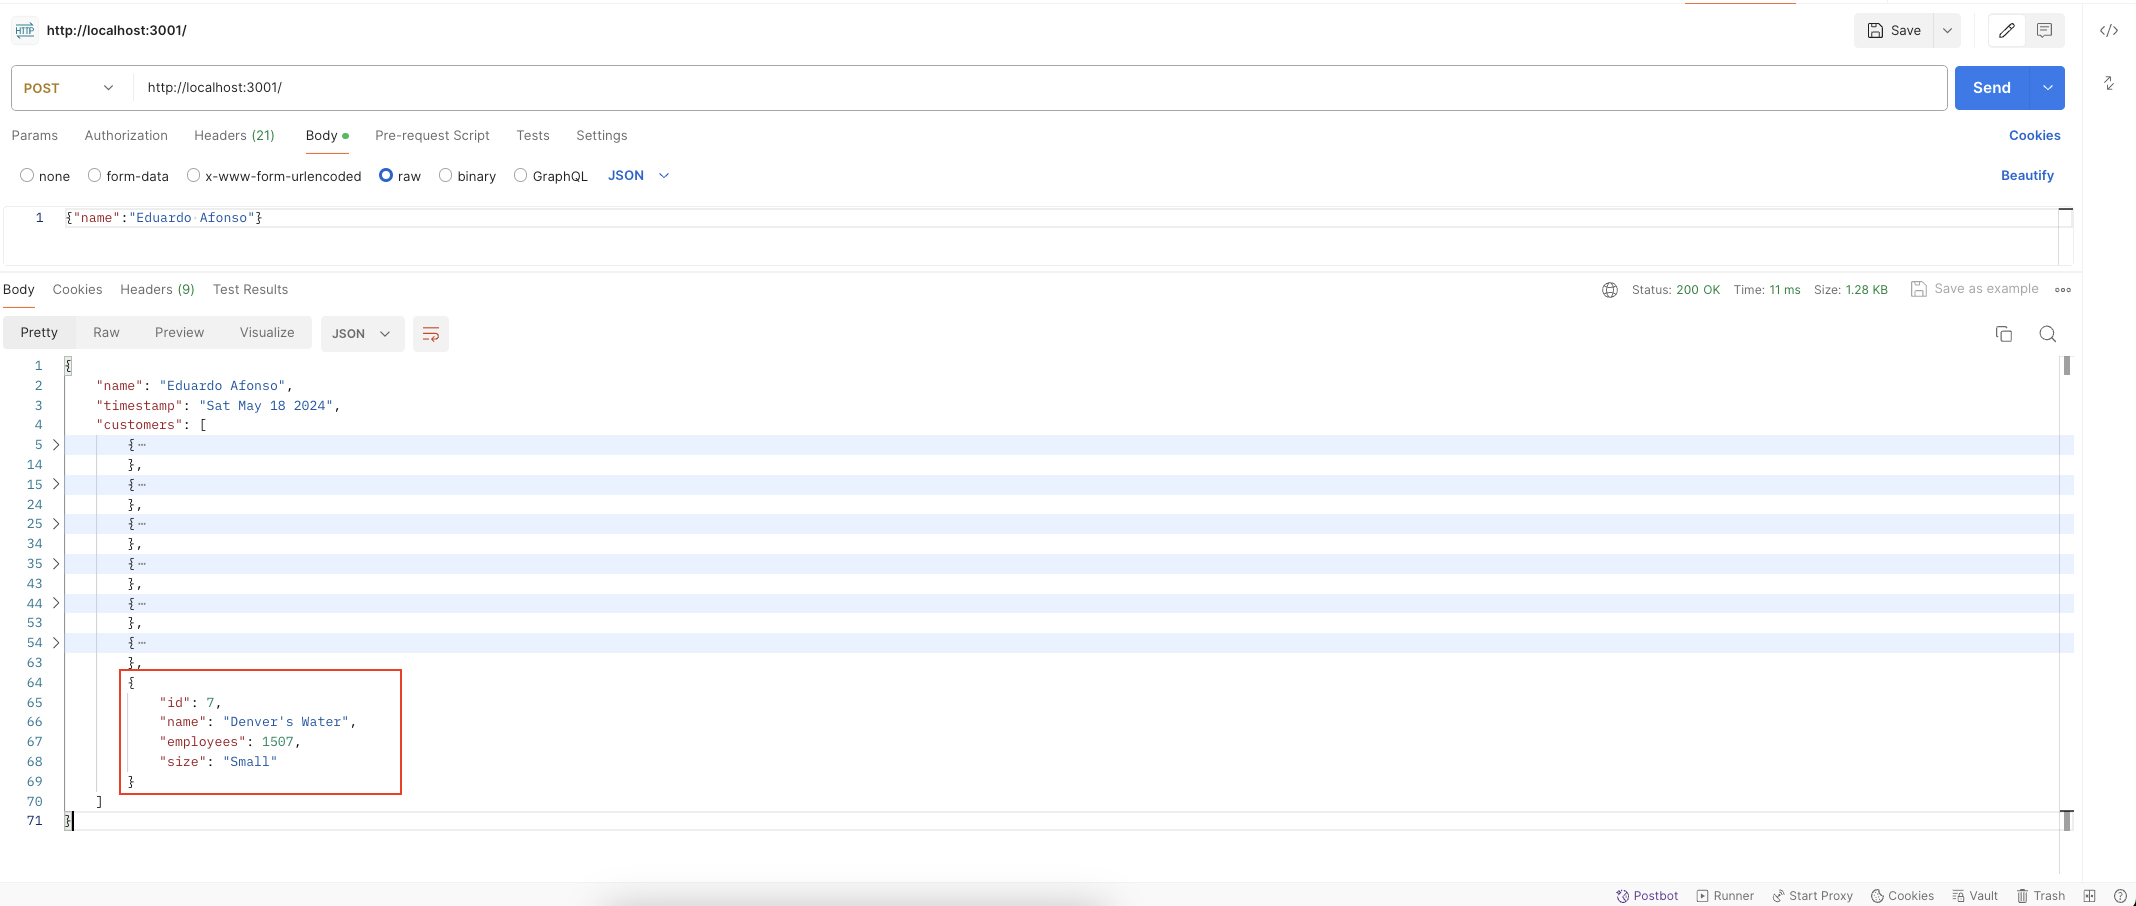 HTTP http://localhost:3001/ Save
POST http://localhost:3001/ Send
Params Authorization Headers (21) Body Pre-request Script Tests Settings Cookies
none form-data x-www-form-urlencoded raw binary GraphQL JSON Beautify
1 {"name":"Eduardo Afonso"}
Body Cookies Headers (9) Test Results Status: 200 OK Time: 11 ms Size: 1.28 KB Save as example
Pretty Raw Preview Visualize JSON
1 {
2 "name": "Eduardo Afonso",
3 "timestamp": "Sat May 18 2024",
4 "customers": [
5 { ⋯
14 },
15 { ⋯
24 },
25 { ⋯
34 },
35 { ⋯
43 },
44 { ⋯
53 },
54 { ⋯
63 },
64 {
65 "id": 7,
66 "name": "Denver's Water",
67 "employees": 1507,
68 "size": "Small"
69 }
70 ]
71 }
Postbot Runner Start Proxy Cookies Vault Trash